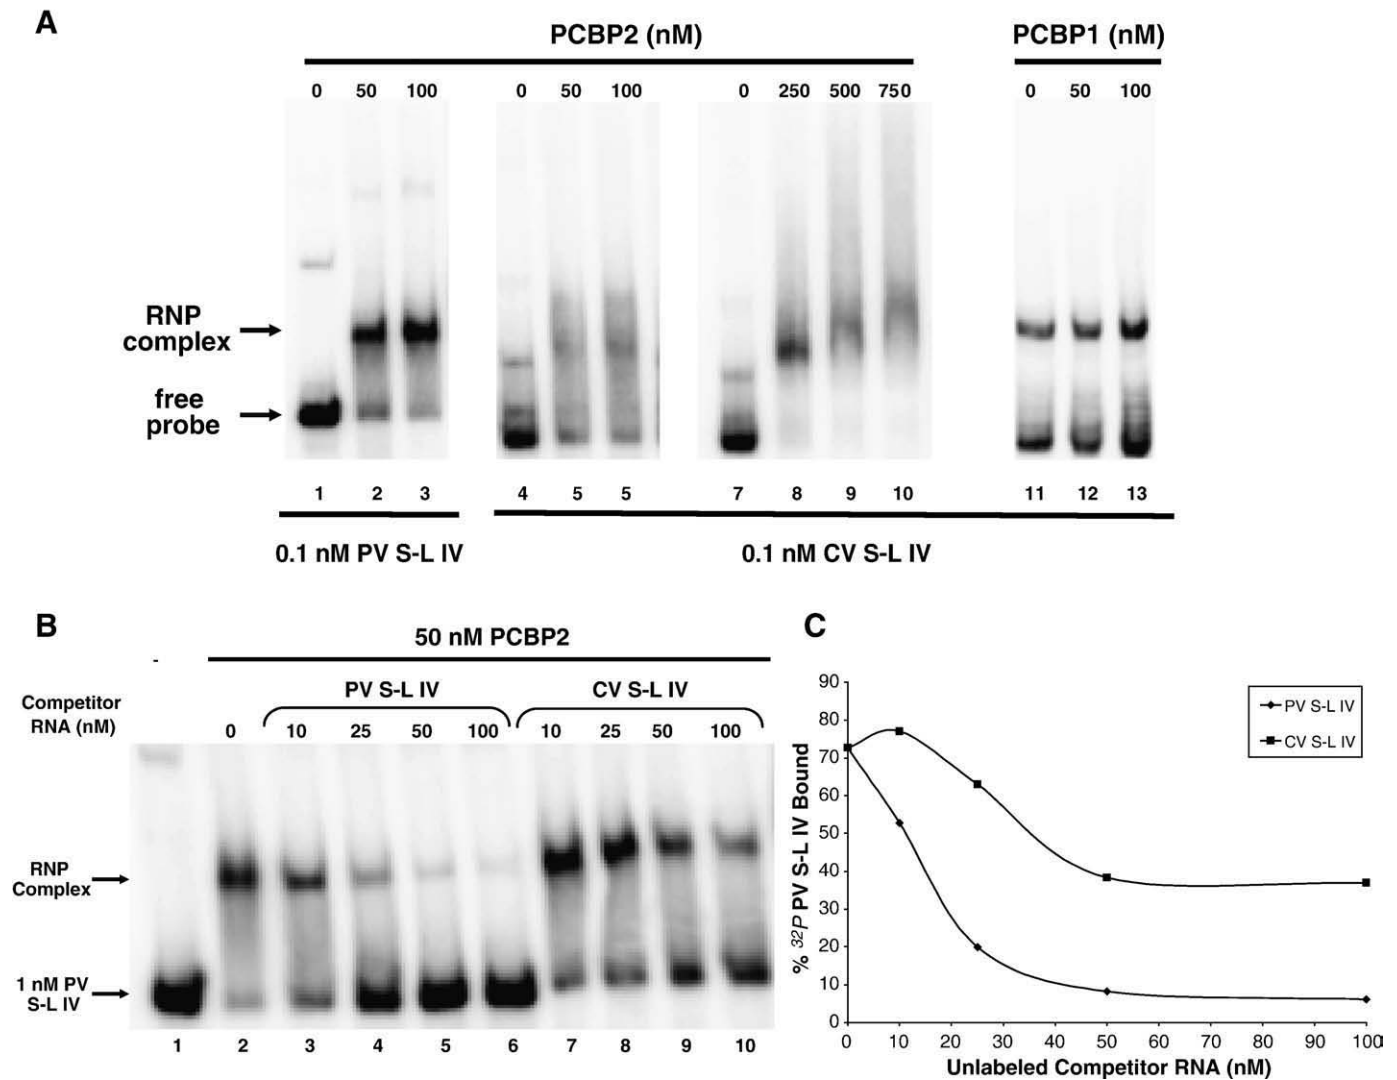 A
PCBP2 (nM)
PCBP1 (nM)
0 50 100
0 50 100
0 250 500 750
0 50 100
RNP
complex
free
probe
1 2 3
4 5 5
7 8 9 10
11 12 13
0.1 nM PV S-L IV
0.1 nM CV S-L IV
B
50 nM PCBP2
-
Competitor
RNA (nM)
PV S-L IV
CV S-L IV
0 10 25 50 100 10 25 50 100
RNP
Complex
1 nM PV
S-L IV
1 2 3 4 5 6 7 8 9 10
C
% 32P PV S-L IV Bound
90
80
70
60
50
40
30
20
10
0
0 10 20 30 40 50 60 70 80 90 100
Unlabeled Competitor RNA (nM)
PV S-L IV
CV S-L IV